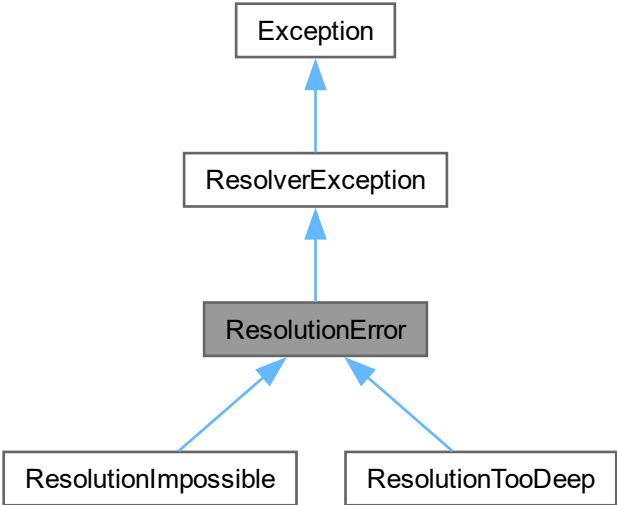 Exception
ResolverException
ResolutionError
ResolutionImpossible
ResolutionTooDeep